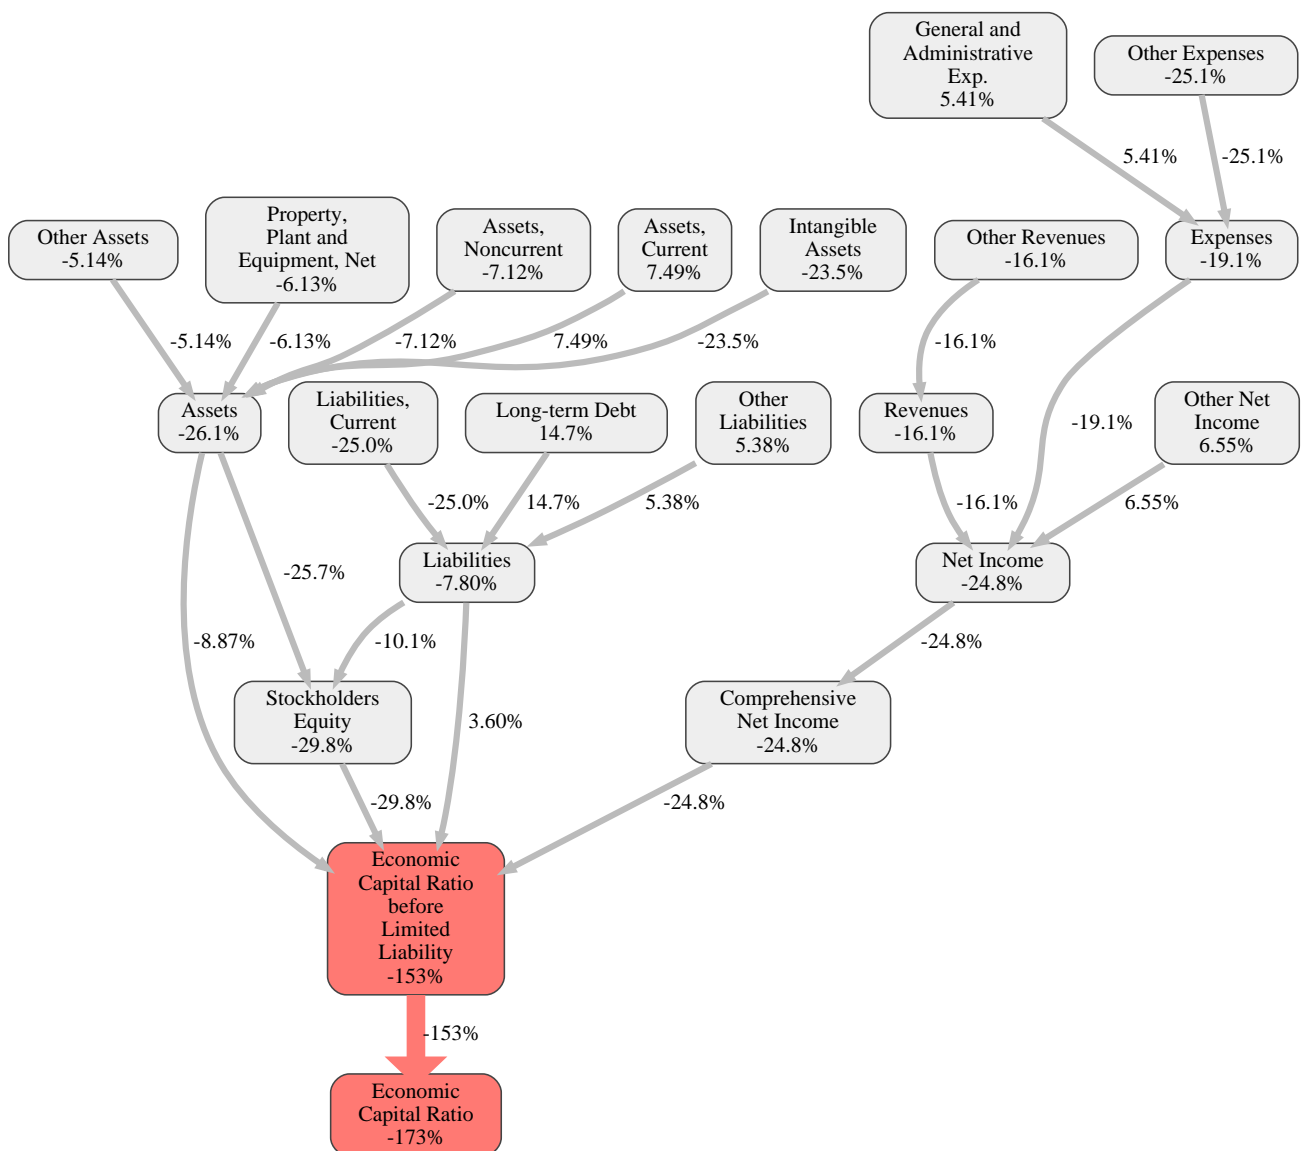 General and
Administrative
Exp.
5.41%
Other Expenses
-25.1%
5.41%
-25.1%
Other Assets
-5.14%
Property,
Plant and
Equipment, Net
-6.13%
Assets,
Noncurrent
-7.12%
Assets,
Current
7.49%
Intangible
Assets
-23.5%
Other Revenues
-16.1%
Expenses
-19.1%
-5.14%
-6.13%
-7.12%
7.49%
-23.5%
-16.1%
-19.1%
Assets
-26.1%
Liabilities,
Current
-25.0%
Long-term Debt
14.7%
Other
Liabilities
5.38%
Revenues
-16.1%
Other Net
Income
6.55%
-25.0%
14.7%
5.38%
-16.1%
6.55%
-25.7%
Liabilities
-7.80%
Net Income
-24.8%
-8.87%
-10.1%
-24.8%
Stockholders
Equity
-29.8%
3.60%
Comprehensive
Net Income
-24.8%
-29.8%
-24.8%
Economic
Capital Ratio
before
Limited
Liability
-153%
-153%
Economic
Capital Ratio
-173%